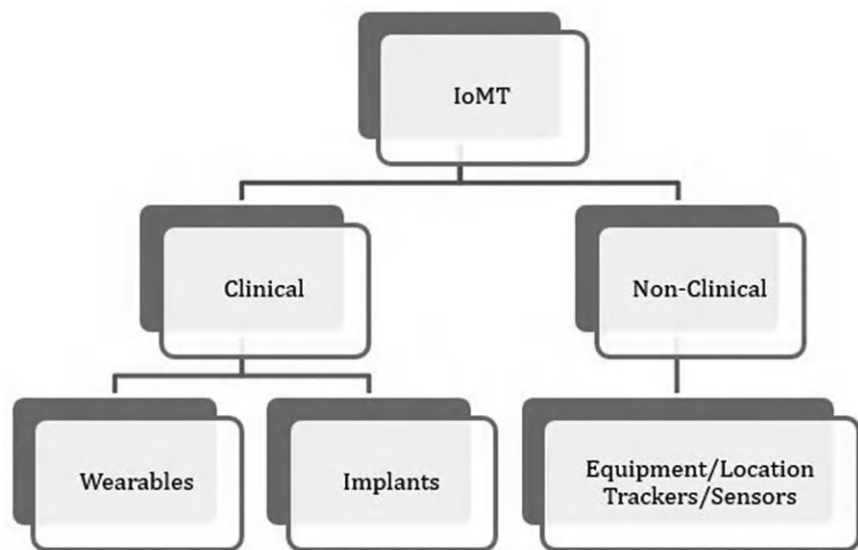 IoMT
Clinical
Non-Clinical
Wearables
Implants
Equipment/Location
Trackers/Sensors